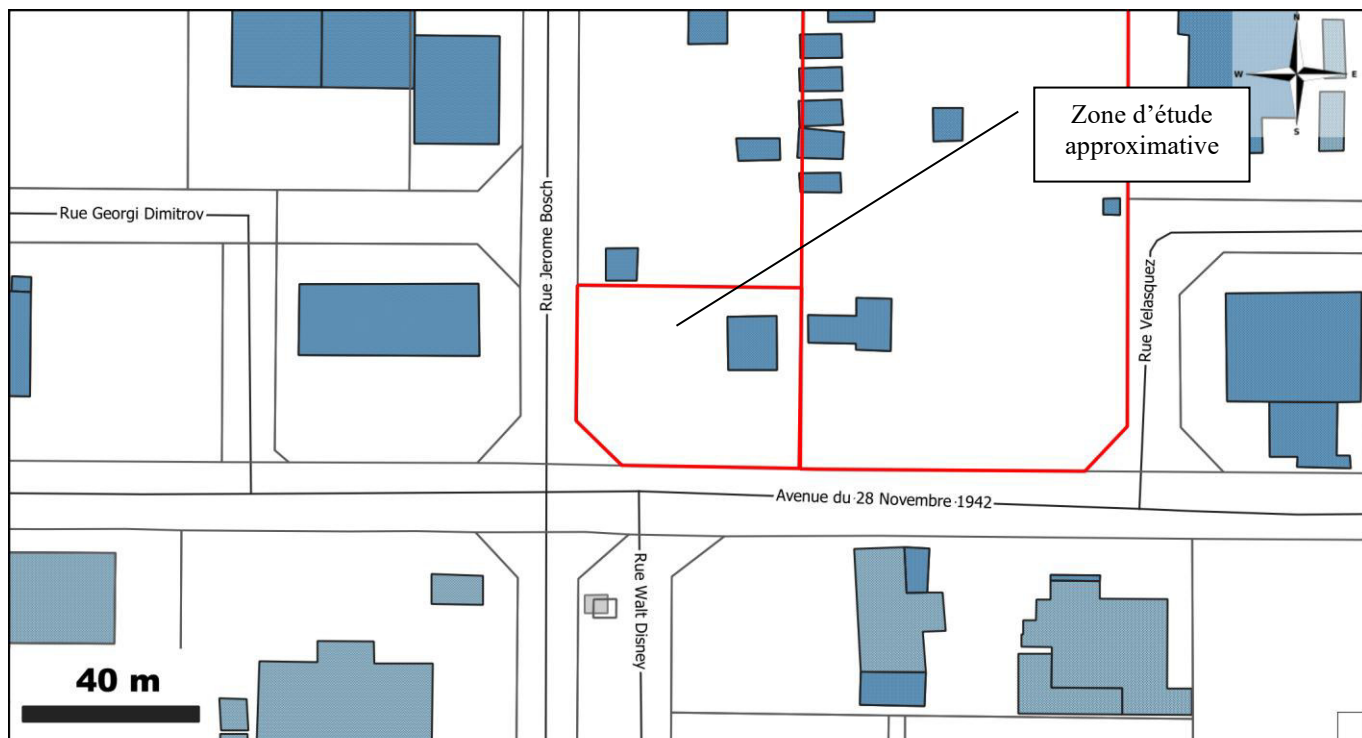 N
W
E
S
Zone d'étude
approximative
Rue Georgi Dimitrov
Rue Jerome Bosch
Rue Velasquez
Avenue du 28 Novembre 1942
Rue Walt Disney
40 m